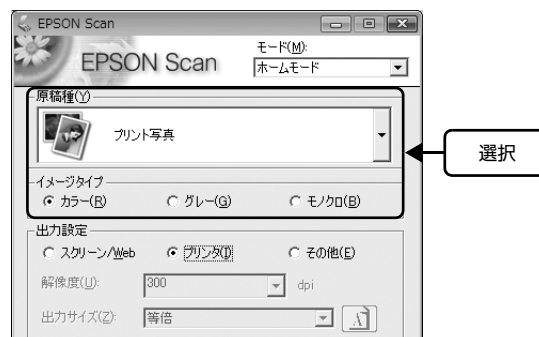 EPSON Scan
EPSON Scan
モード(M):
ホームモード
原稿種(Y)
プリント写真
選択
イメージタイプ
カラー(R) グレー(G) モノクロ(B)
出力設定
スクリーン/Web プリンタ(I) その他(E)
解像度(U): 300 dpi
出力サイズ(Z): 等倍